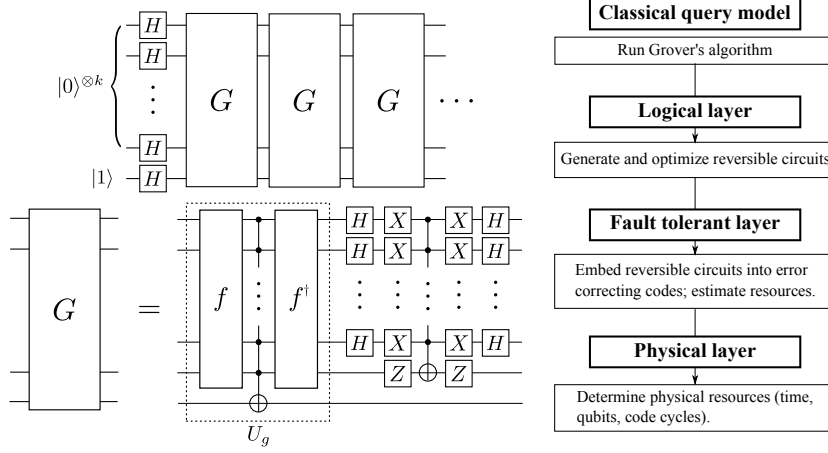 |0⟩⊗k
H
H
⋮
H
|1⟩ H
G G G ⋯
G = f f†
H X X H
H X X H
⋮ ⋮ ⋮ ⋮ ⋮ ⋮ ⋮
H X X H
Z Z
U_g
Classical query model
Run Grover's algorithm
Logical layer
Generate and optimize reversible circuits
Fault tolerant layer
Embed reversible circuits into error
correcting codes; estimate resources.
Physical layer
Determine physical resources (time,
qubits, code cycles).